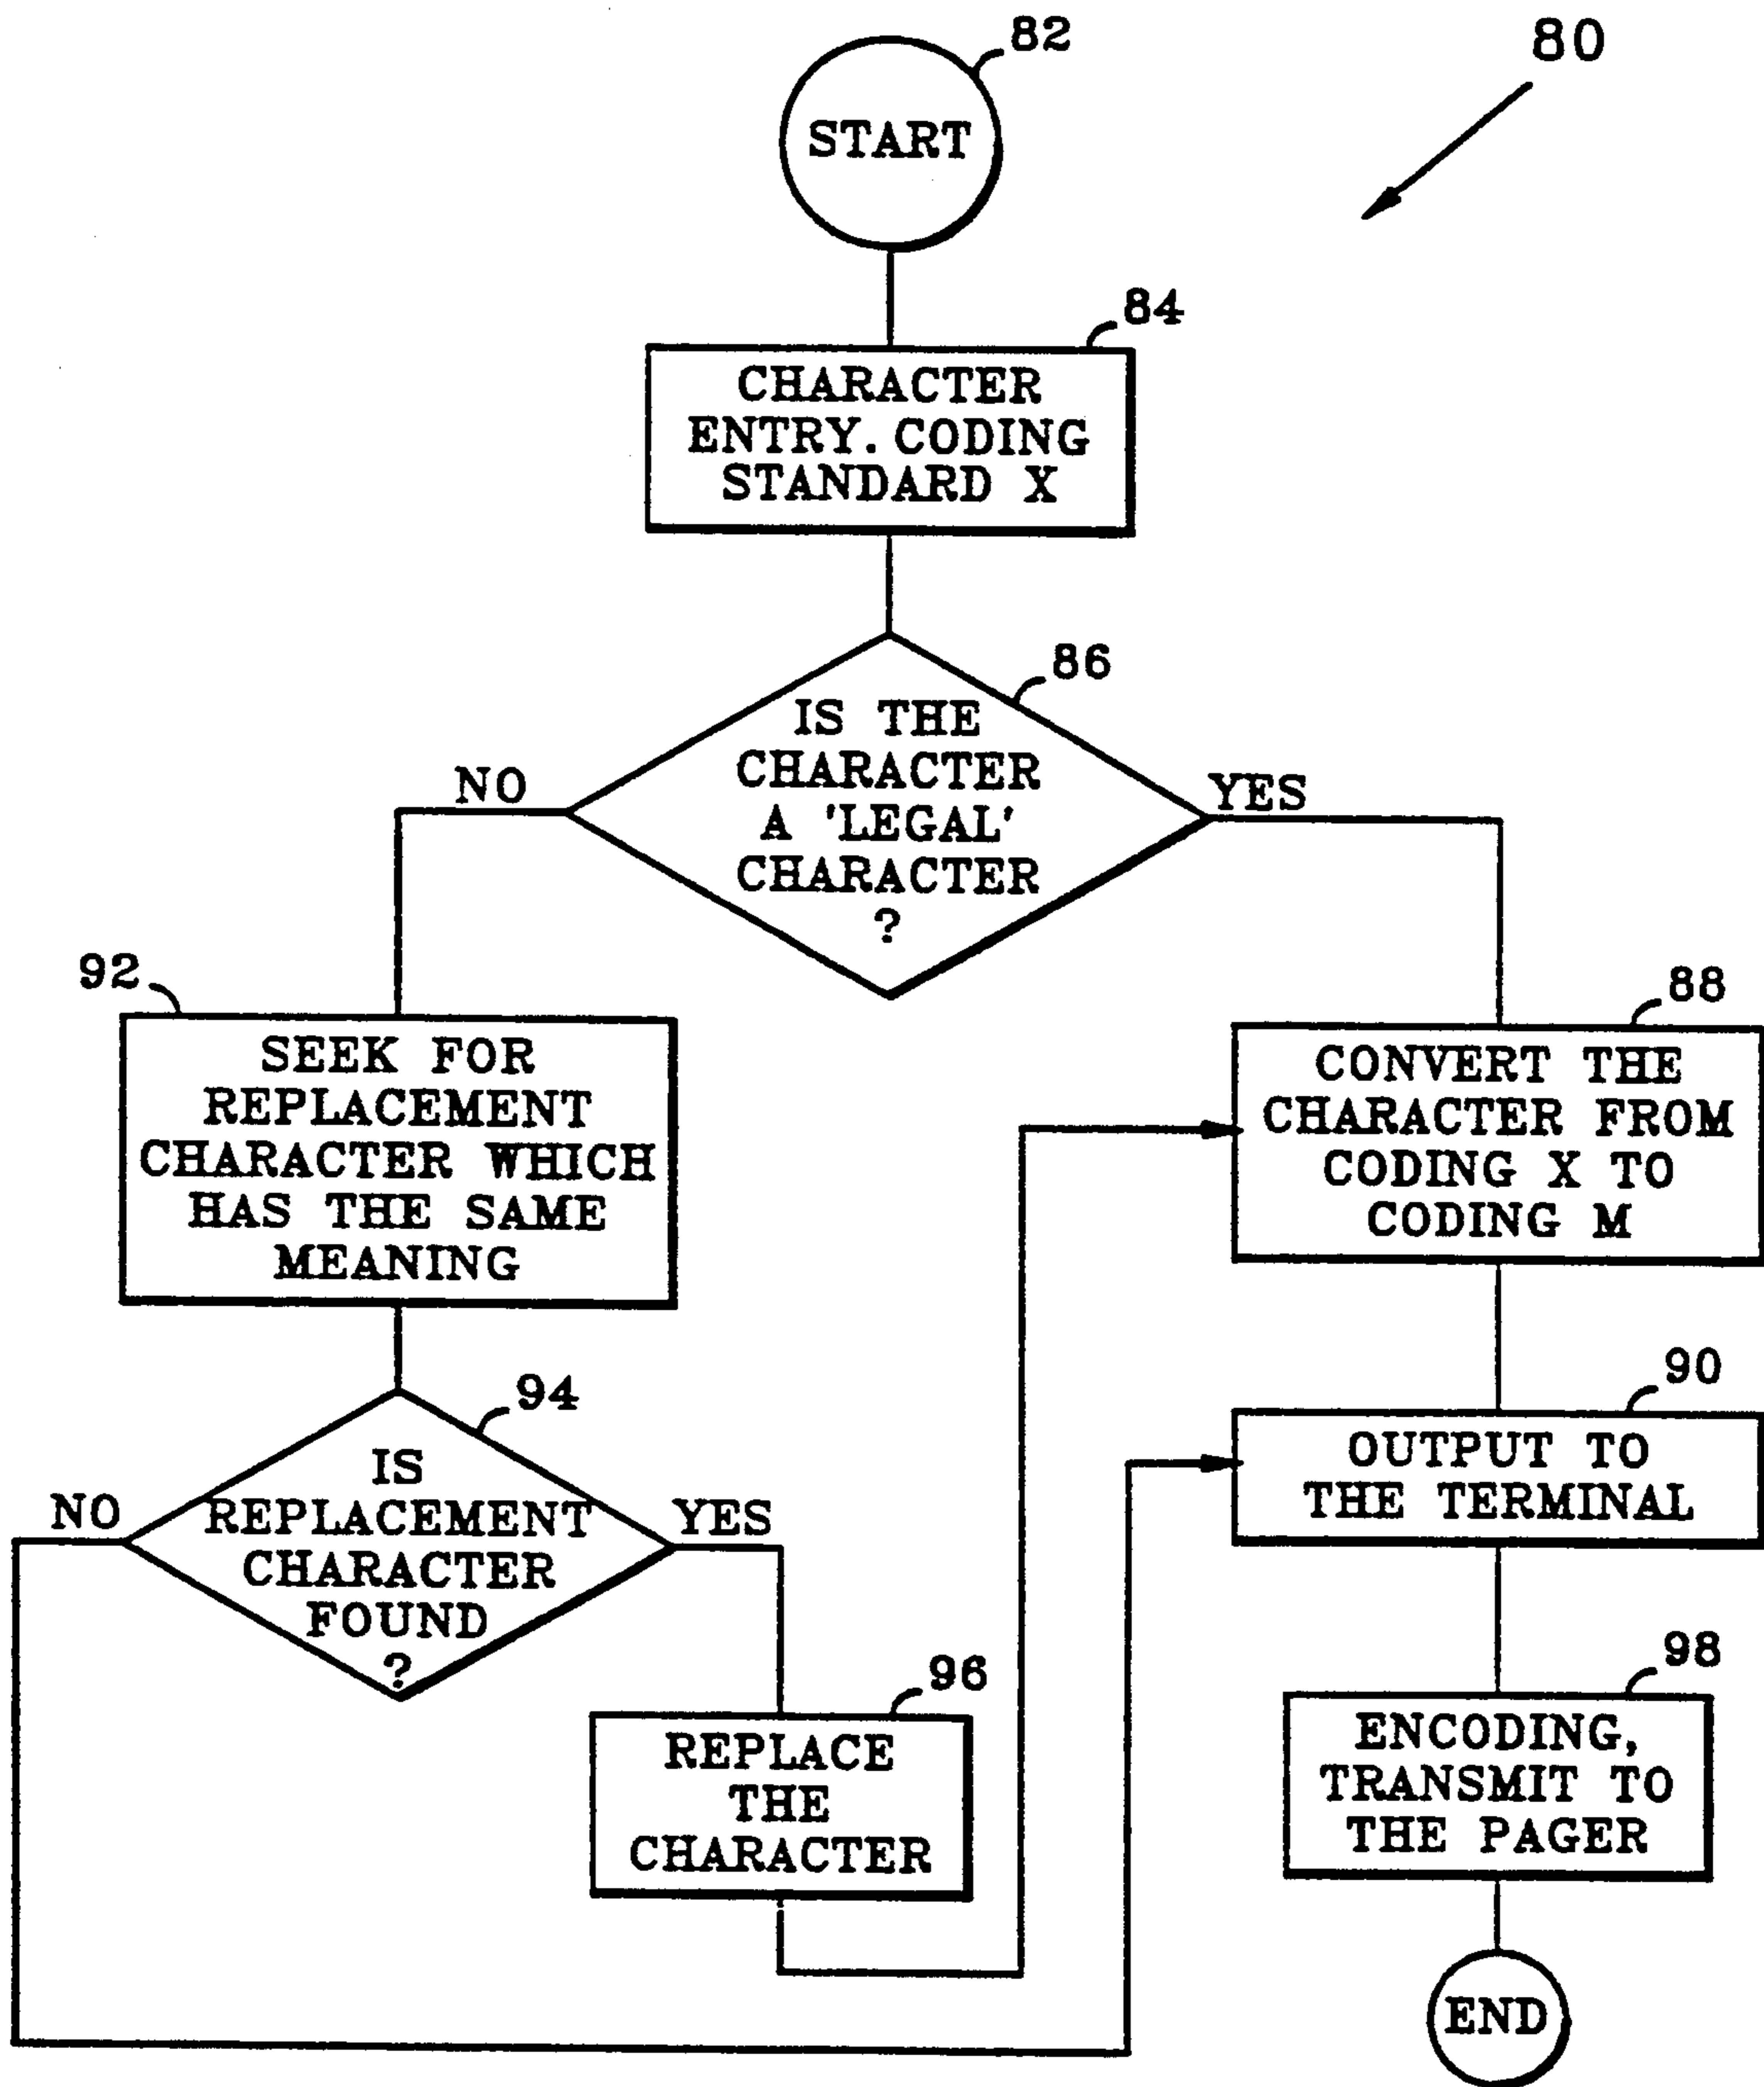 82
80
START
84
CHARACTER
ENTRY. CODING
STANDARD X
86
IS THE
CHARACTER
A 'LEGAL'
CHARACTER
?
NO
YES
92
SEEK FOR
REPLACEMENT
CHARACTER WHICH
HAS THE SAME
MEANING
88
CONVERT THE
CHARACTER FROM
CODING X TO
CODING M
94
IS
REPLACEMENT
CHARACTER
FOUND
?
NO
YES
90
OUTPUT TO
THE TERMINAL
96
REPLACE
THE
CHARACTER
98
ENCODING,
TRANSMIT TO
THE PAGER
END